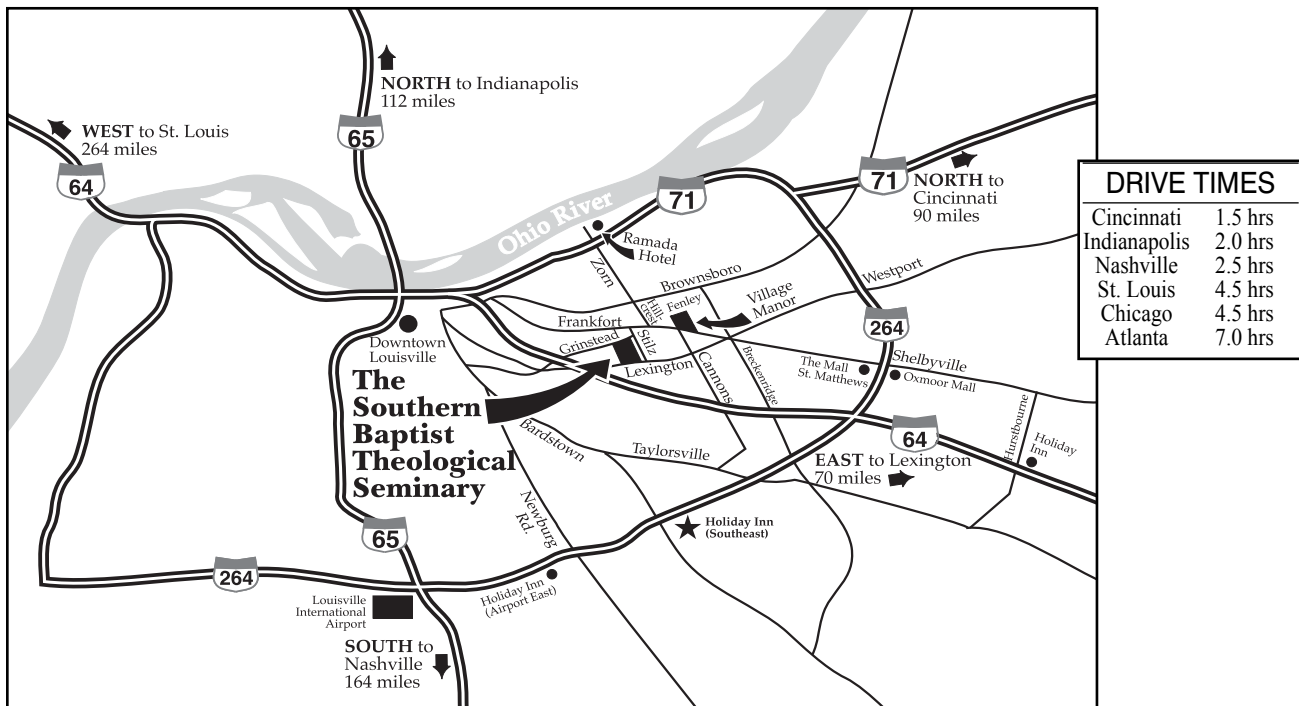 NORTH to Indianapolis
112 miles
WEST to St. Louis
264 miles
65
64
71
71
NORTH to
Cincinnati
90 miles
DRIVE TIMES
Cincinnati 1.5 hrs
Indianapolis 2.0 hrs
Nashville 2.5 hrs
St. Louis 4.5 hrs
Chicago 4.5 hrs
Atlanta 7.0 hrs
Ohio River
Ramada
Hotel
Zorn
Brownsboro
Westport
Hill-
crest
Fenley
Village
Manor
Frankfort
Grinstead
Stilz
Lexington
Cannons
Breckenridge
264
Downtown
Louisville
The Mall
St. Matthews
Shelbyville
Oxmoor Mall
The
Southern
Baptist
Theological
Seminary
Bardstown
Taylorsville
64
Hurstbourne
Holiday
Inn
EAST to Lexington
70 miles
Newburg
Rd.
Holiday Inn
(Southeast)
65
264
Holiday Inn
(Airport East)
Louisville
International
Airport
SOUTH to
Nashville
164 miles